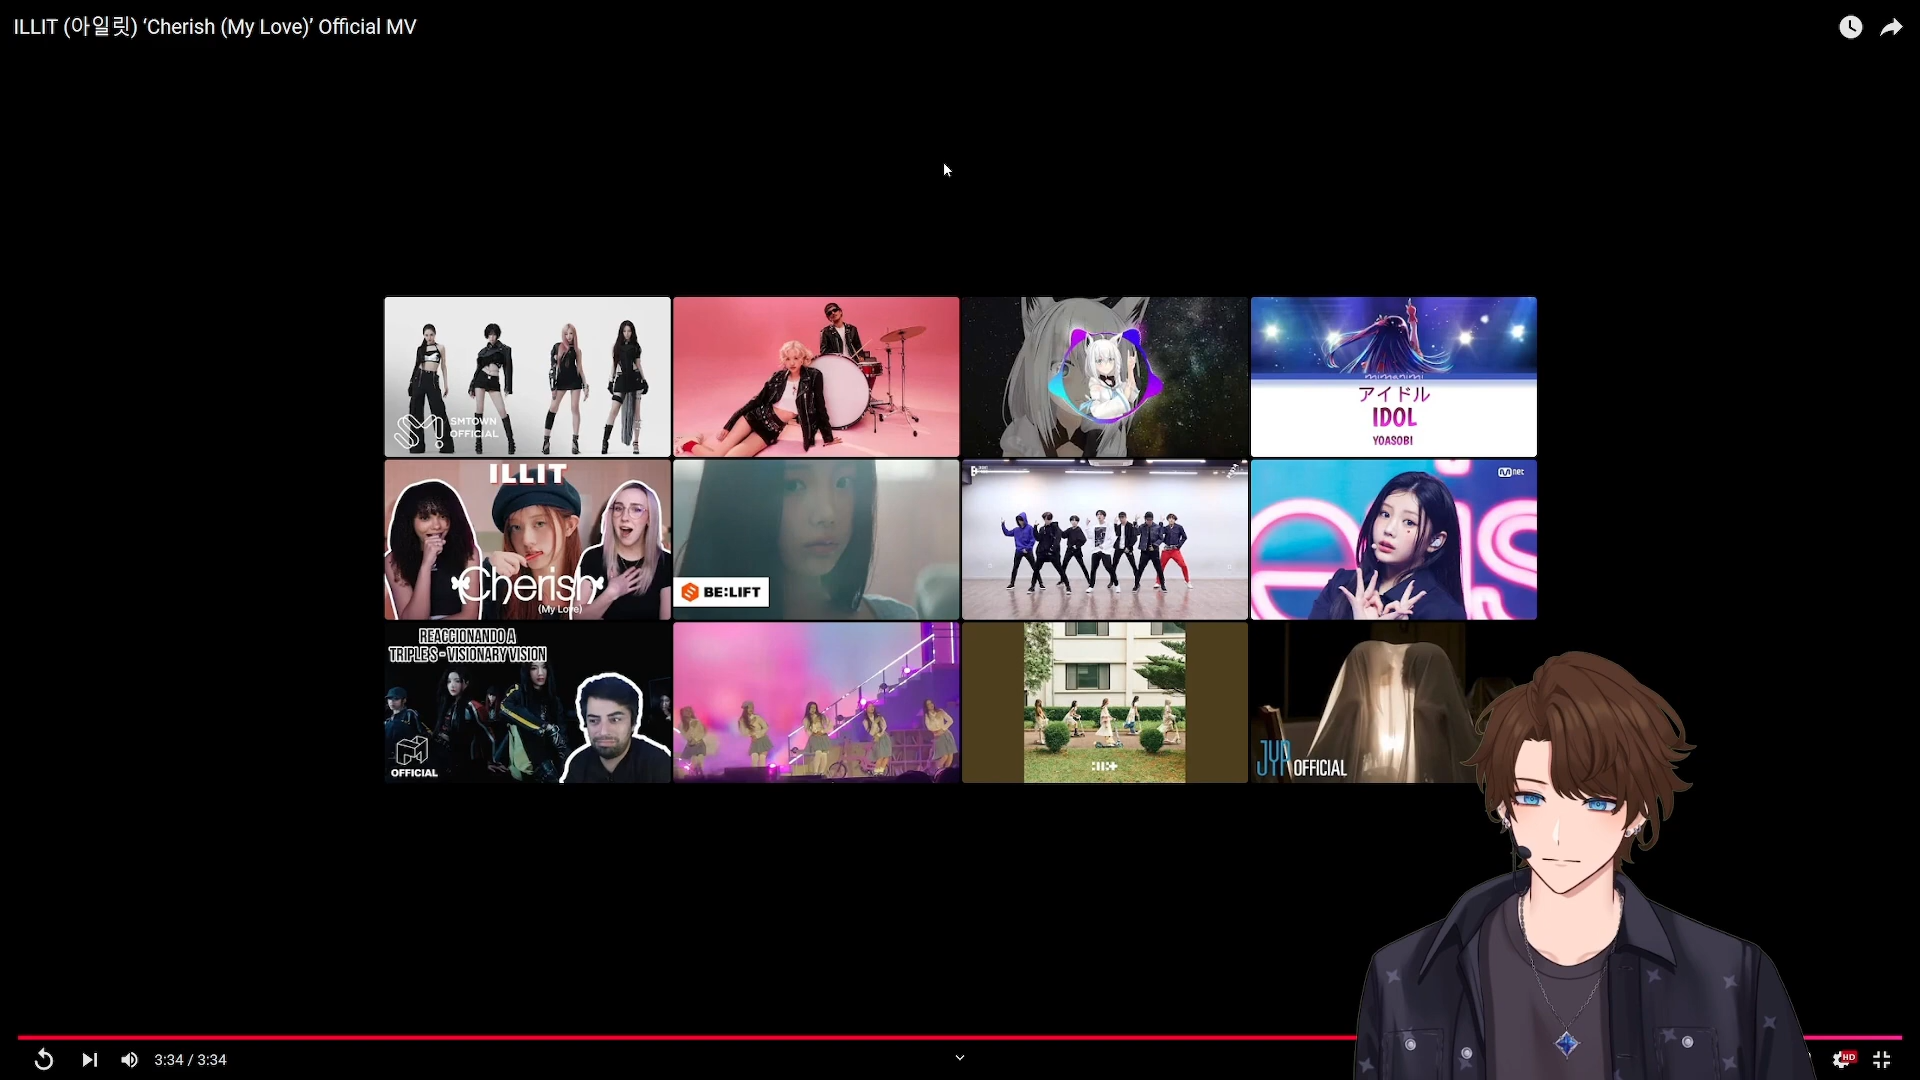 ILLIT (아일릿) ‘Cherish (My Love)’ Official MV
SMTOWN
OFFICIAL
mimanimi
アイドル
IDOL
YOASOBI
ILLIT
Cherish
(My Love)
BE:LIFT
Mnet
REACCIONANDO A
TRIPLES - VISIONARY VISION
OFFICIAL
JYP OFFICIAL
3:34 / 3:34
HD